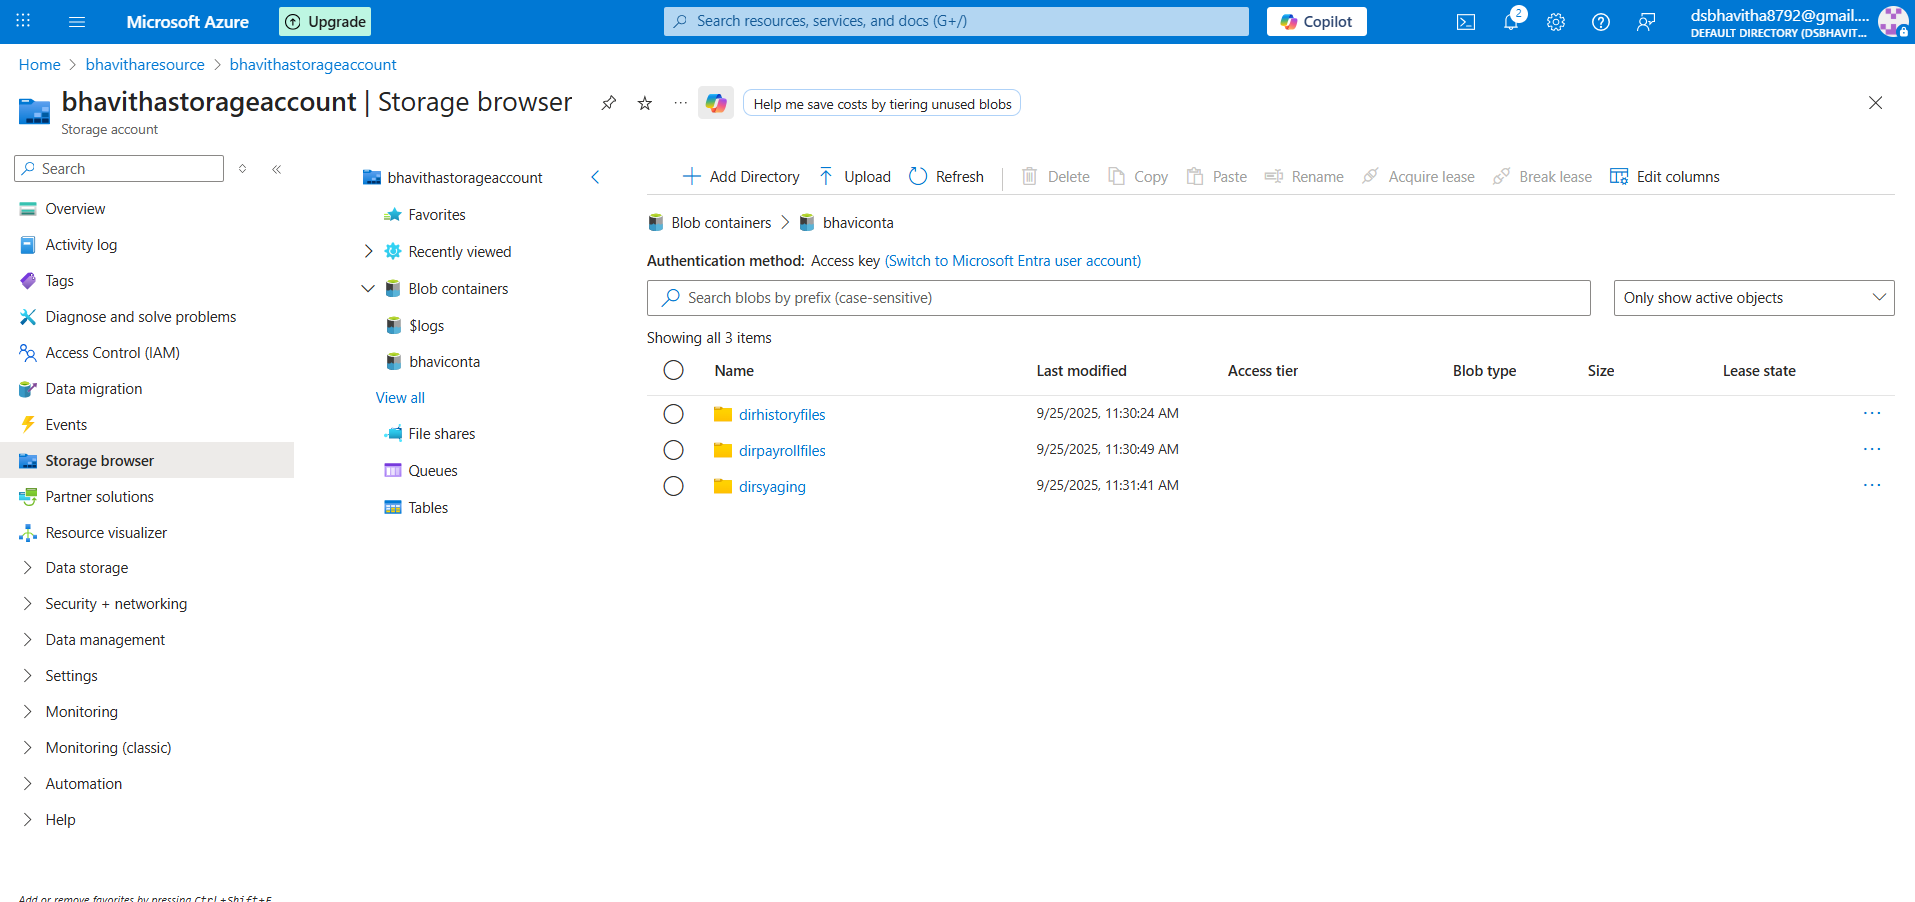 Microsoft Azure
Upgrade
Search resources, services, and docs (G+/)
Copilot
2
dsbhavitha8792@gmail....
DEFAULT DIRECTORY (DSBHAVIT...
Home > bhavitharesource > bhavithastorageaccount
bhavithastorageaccount | Storage browser
...
Help me save costs by tiering unused blobs
Storage account
Search
Overview
Activity log
Tags
Diagnose and solve problems
Access Control (IAM)
Data migration
Events
Storage browser
Partner solutions
Resource visualizer
Data storage
Security + networking
Data management
Settings
Monitoring
Monitoring (classic)
Automation
Help
Add or remove favorites by pressing Ctrl+Shift+F
bhavithastorageaccount
Favorites
Recently viewed
Blob containers
$logs
bhaviconta
View all
File shares
Queues
Tables
Add Directory
Upload
Refresh
Delete
Copy
Paste
Rename
Acquire lease
Break lease
Edit columns
Blob containers > bhaviconta
Authentication method: Access key (Switch to Microsoft Entra user account)
Search blobs by prefix (case-sensitive)
Only show active objects
Showing all 3 items
Name Last modified Access tier Blob type Size Lease state
dirhistoryfiles 9/25/2025, 11:30:24 AM ...
dirpayrollfiles 9/25/2025, 11:30:49 AM ...
dirsyaging 9/25/2025, 11:31:41 AM ...